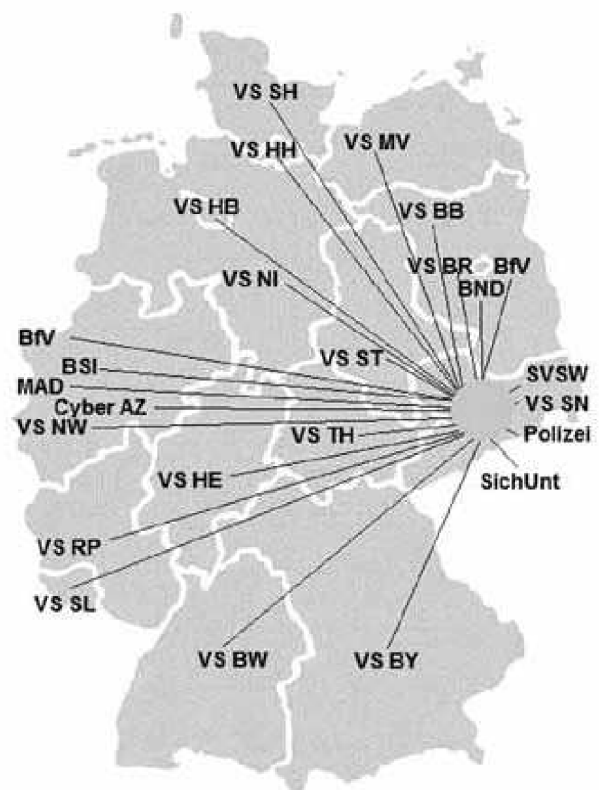 VS SH
VS HH
VS MV
VS HB
VS BB
VS BR
BfV
VS NI
BND
BfV
VS ST
BSI
SVSW
MAD
VS SN
Cyber AZ
VS NW
VS TH
Polizei
VS HE
SichUnt
VS RP
VS SL
VS BW
VS BY